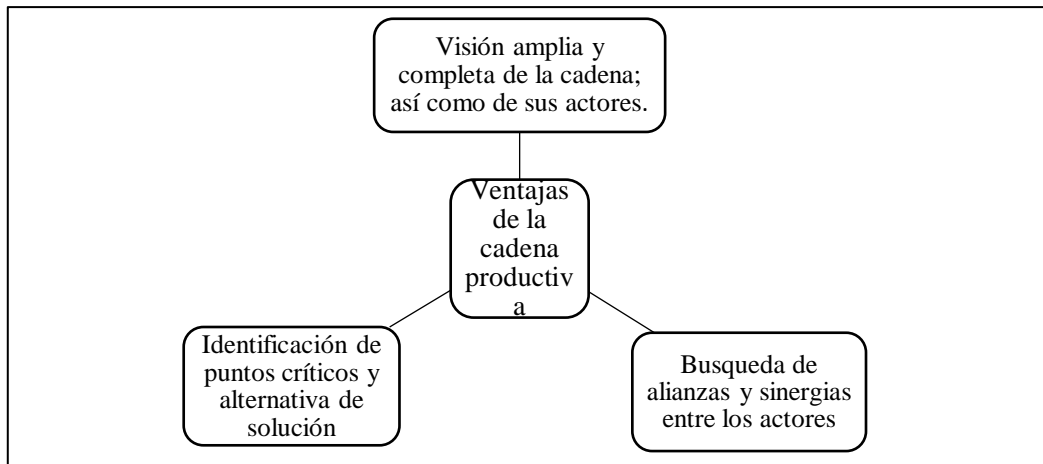 Visión amplia y
completa de la cadena;
así como de sus actores.
Ventajas
de la
cadena
productiv
a
Identificación de
puntos críticos y
alternativa de
solución
Busqueda de
alianzas y sinergias
entre los actores